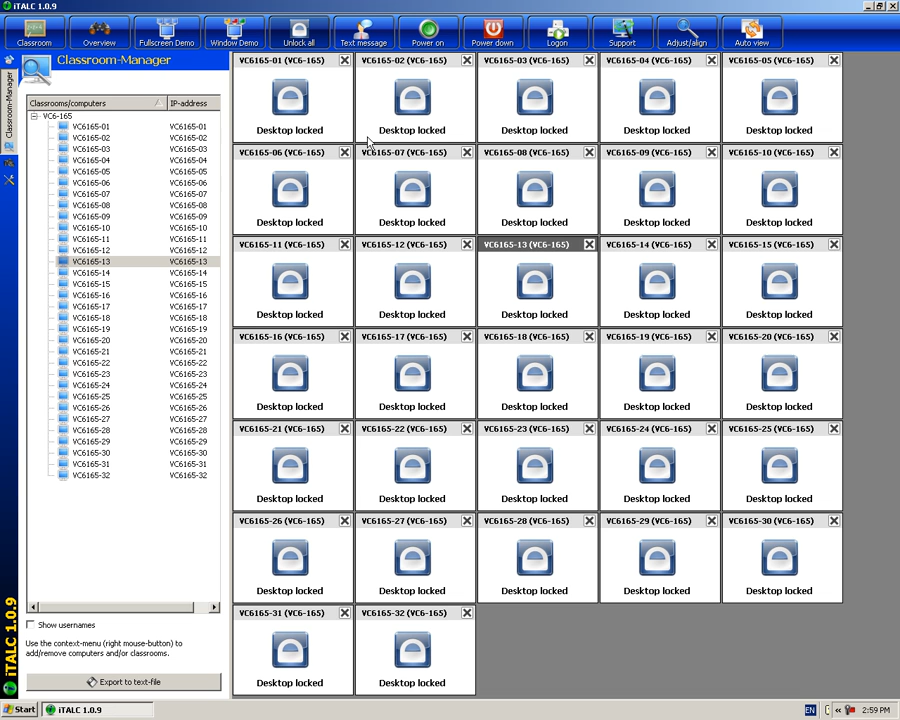 iTALC 1.0.9
Classroom
Overview
Fullscreen Demo
Window Demo
Unlock all
Text message
Power on
Power down
Logon
Support
Adjust/align
Auto view
Classroom-Manager
Classroom-Manager
Classrooms/computers IP-address
VC6-165
VC6165-01 VC6165-01
VC6165-02 VC6165-02
VC6165-03 VC6165-03
VC6165-04 VC6165-04
VC6165-05 VC6165-05
VC6165-06 VC6165-06
VC6165-07 VC6165-07
VC6165-08 VC6165-08
VC6165-09 VC6165-09
VC6165-10 VC6165-10
VC6165-11 VC6165-11
VC6165-12 VC6165-12
VC6165-13 VC6165-13
VC6165-14 VC6165-14
VC6165-15 VC6165-15
VC6165-16 VC6165-16
VC6165-17 VC6165-17
VC6165-18 VC6165-18
VC6165-19 VC6165-19
VC6165-20 VC6165-20
VC6165-21 VC6165-21
VC6165-22 VC6165-22
VC6165-23 VC6165-23
VC6165-24 VC6165-24
VC6165-25 VC6165-25
VC6165-26 VC6165-26
VC6165-27 VC6165-27
VC6165-28 VC6165-28
VC6165-29 VC6165-29
VC6165-30 VC6165-30
VC6165-31 VC6165-31
VC6165-32 VC6165-32
Show usernames
Use the context-menu (right mouse-button) to
add/remove computers and/or classrooms.
Export to text-file
iTALC 1.0.9
VC6165-01 (VC6-165) VC6165-02 (VC6-165) VC6165-03 (VC6-165) VC6165-04 (VC6-165) VC6165-05 (VC6-165)
Desktop locked Desktop locked Desktop locked Desktop locked Desktop locked
VC6165-06 (VC6-165) VC6165-07 (VC6-165) VC6165-08 (VC6-165) VC6165-09 (VC6-165) VC6165-10 (VC6-165)
Desktop locked Desktop locked Desktop locked Desktop locked Desktop locked
VC6165-11 (VC6-165) VC6165-12 (VC6-165) VC6165-13 (VC6-165) VC6165-14 (VC6-165) VC6165-15 (VC6-165)
Desktop locked Desktop locked Desktop locked Desktop locked Desktop locked
VC6165-16 (VC6-165) VC6165-17 (VC6-165) VC6165-18 (VC6-165) VC6165-19 (VC6-165) VC6165-20 (VC6-165)
Desktop locked Desktop locked Desktop locked Desktop locked Desktop locked
VC6165-21 (VC6-165) VC6165-22 (VC6-165) VC6165-23 (VC6-165) VC6165-24 (VC6-165) VC6165-25 (VC6-165)
Desktop locked Desktop locked Desktop locked Desktop locked Desktop locked
VC6165-26 (VC6-165) VC6165-27 (VC6-165) VC6165-28 (VC6-165) VC6165-29 (VC6-165) VC6165-30 (VC6-165)
Desktop locked Desktop locked Desktop locked Desktop locked Desktop locked
VC6165-31 (VC6-165) VC6165-32 (VC6-165)
Desktop locked Desktop locked
Start iTALC 1.0.9 EN « 2:59 PM